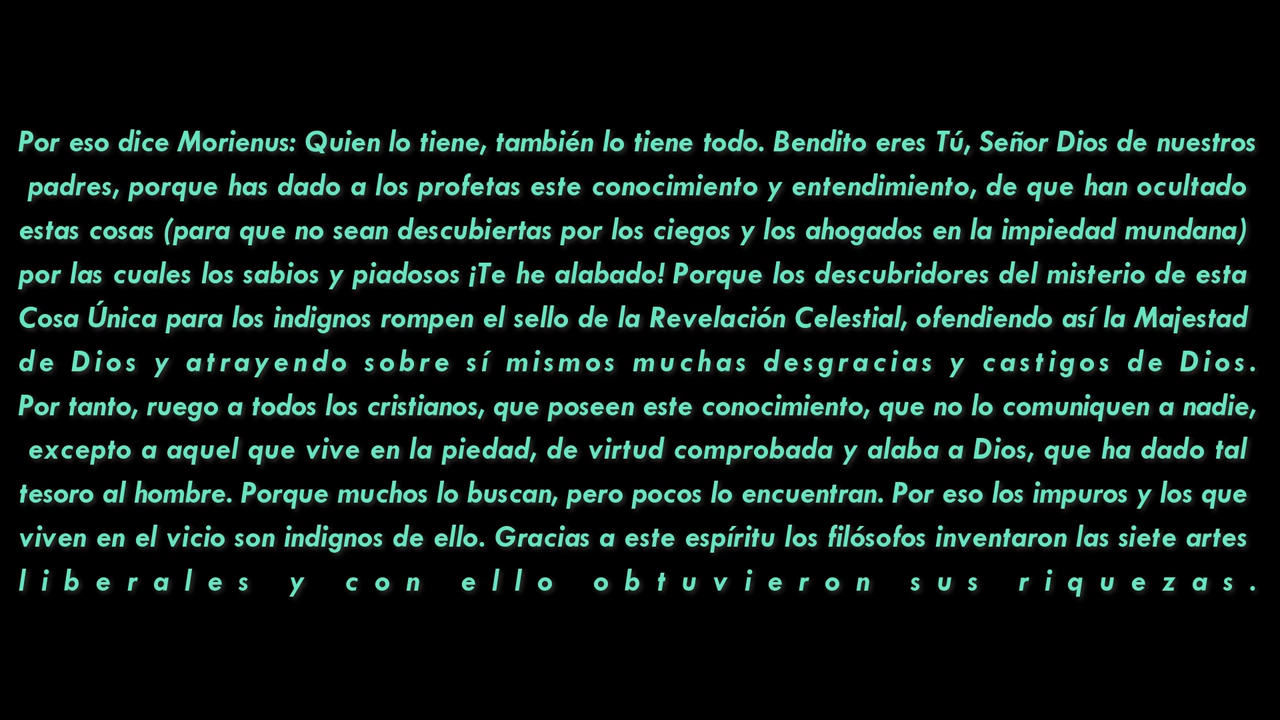 Por eso dice Morienus: Quien lo tiene, también lo tiene todo. Bendito eres Tú, Señor Dios de nuestros
padres, porque has dado a los profetas este conocimiento y entendimiento, de que han ocultado
estas cosas (para que no sean descubiertas por los ciegos y los ahogados en la impiedad mundana)
por las cuales los sabios y piadosos ¡Te he alabado! Porque los descubridores del misterio de esta
Cosa Única para los indignos rompen el sello de la Revelación Celestial, ofendiendo así la Majestad
de Dios y atrayendo sobre sí mismos muchas desgracias y castigos de Dios.
Por tanto, ruego a todos los cristianos, que poseen este conocimiento, que no lo comuniquen a nadie,
excepto a aquel que vive en la piedad, de virtud comprobada y alaba a Dios, que ha dado tal
tesoro al hombre. Porque muchos lo buscan, pero pocos lo encuentran. Por eso los impuros y los que
viven en el vicio son indignos de ello. Gracias a este espíritu los filósofos inventaron las siete artes
liberales y con ello obtuvieron sus riquezas.